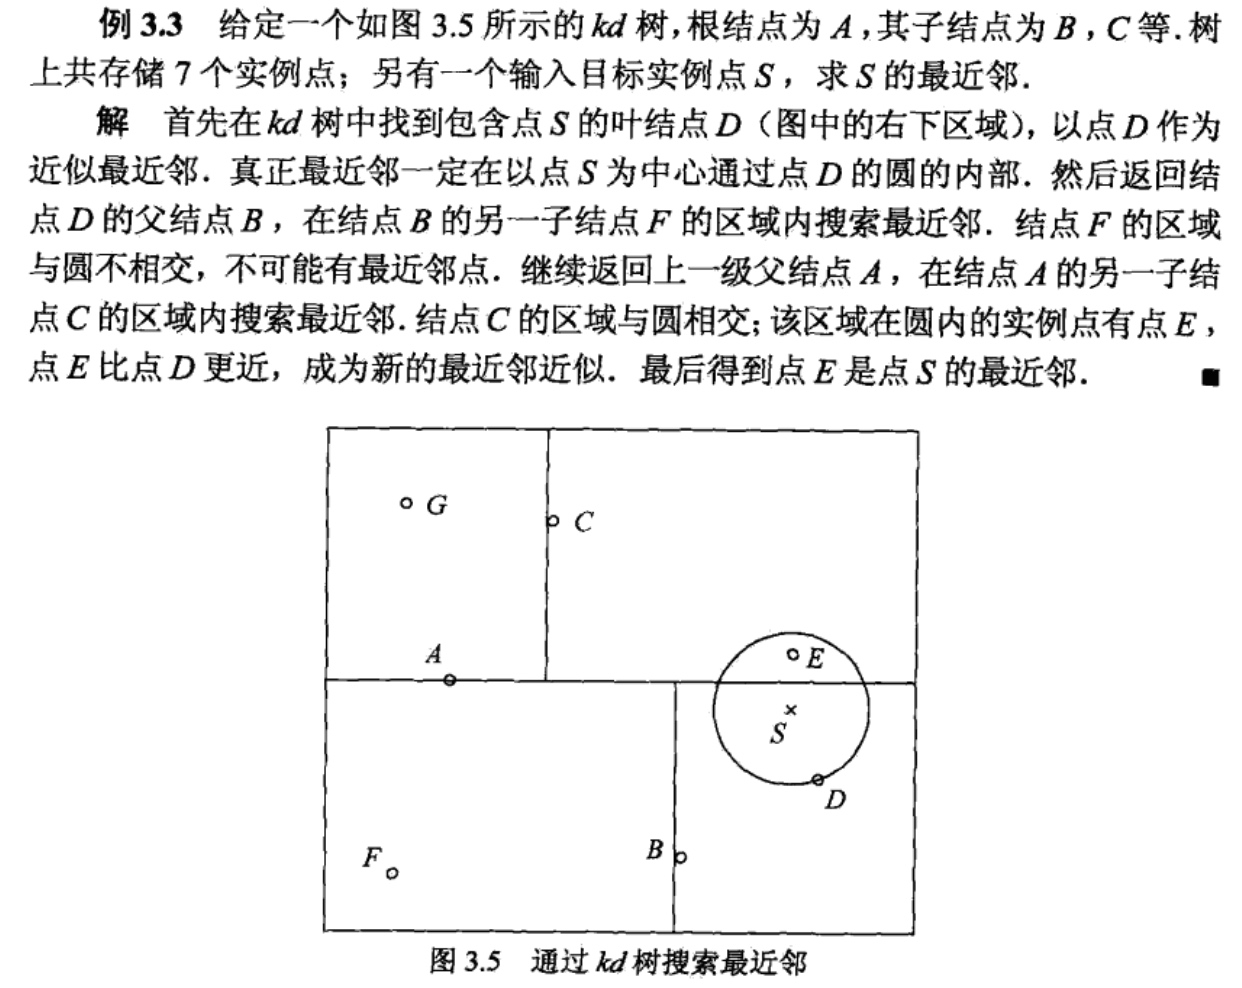 例 3.3 给定一个如图 3.5 所示的 kd 树,根结点为 A,其子结点为 B,C 等.树
上共存储 7 个实例点;另有一个输入目标实例点 S,求 S 的最近邻.
解 首先在 kd 树中找到包含点 S 的叶结点 D(图中的右下区域),以点 D 作为
近似最近邻.真正最近邻一定在以点 S 为中心通过点 D 的圆的内部.然后返回结
点 D 的父结点 B,在结点 B 的另一子结点 F 的区域内搜索最近邻.结点 F 的区域
与圆不相交,不可能有最近邻点.继续返回上一级父结点 A,在结点 A 的另一子结
点 C 的区域内搜索最近邻.结点 C 的区域与圆相交;该区域在圆内的实例点有点 E,
点 E 比点 D 更近,成为新的最近邻近似.最后得到点 E 是点 S 的最近邻. ■
G
C
A
E
S
D
B
F
图 3.5 通过 kd 树搜索最近邻